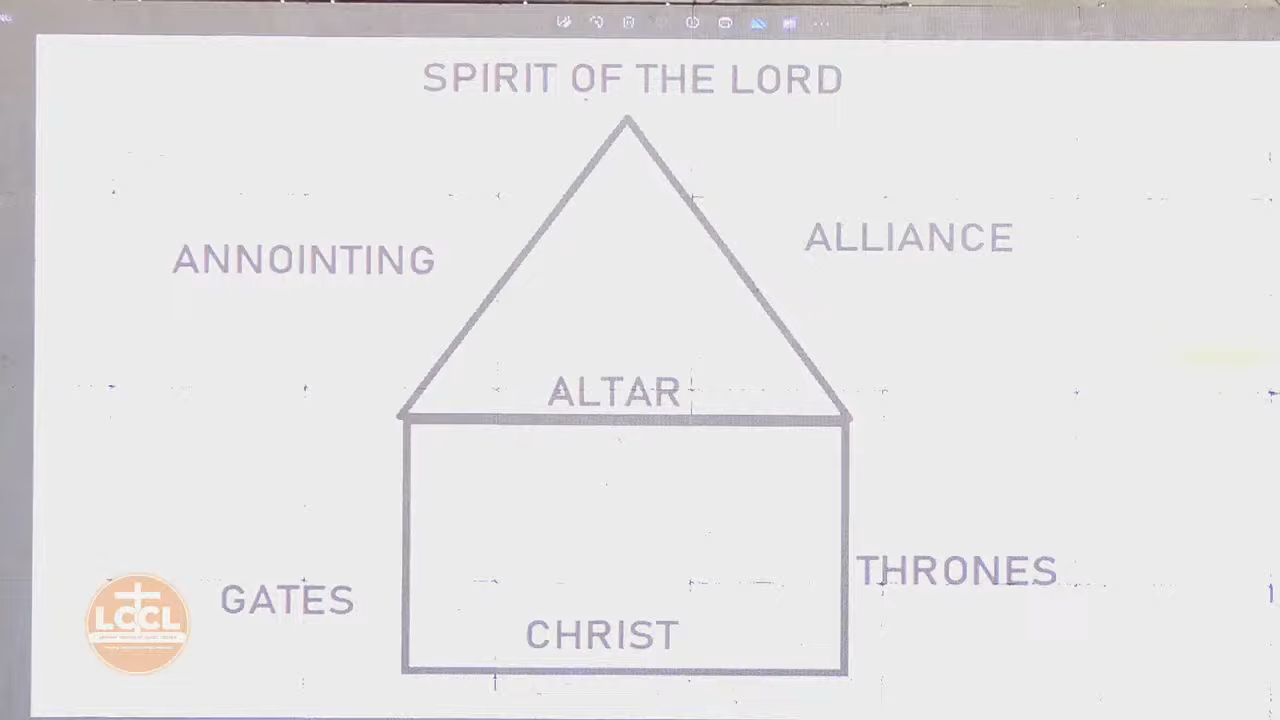 SPIRIT OF THE LORD
ANNOINTING
ALLIANCE
ALTAR
GATES
THRONES
CHRIST
LCCL